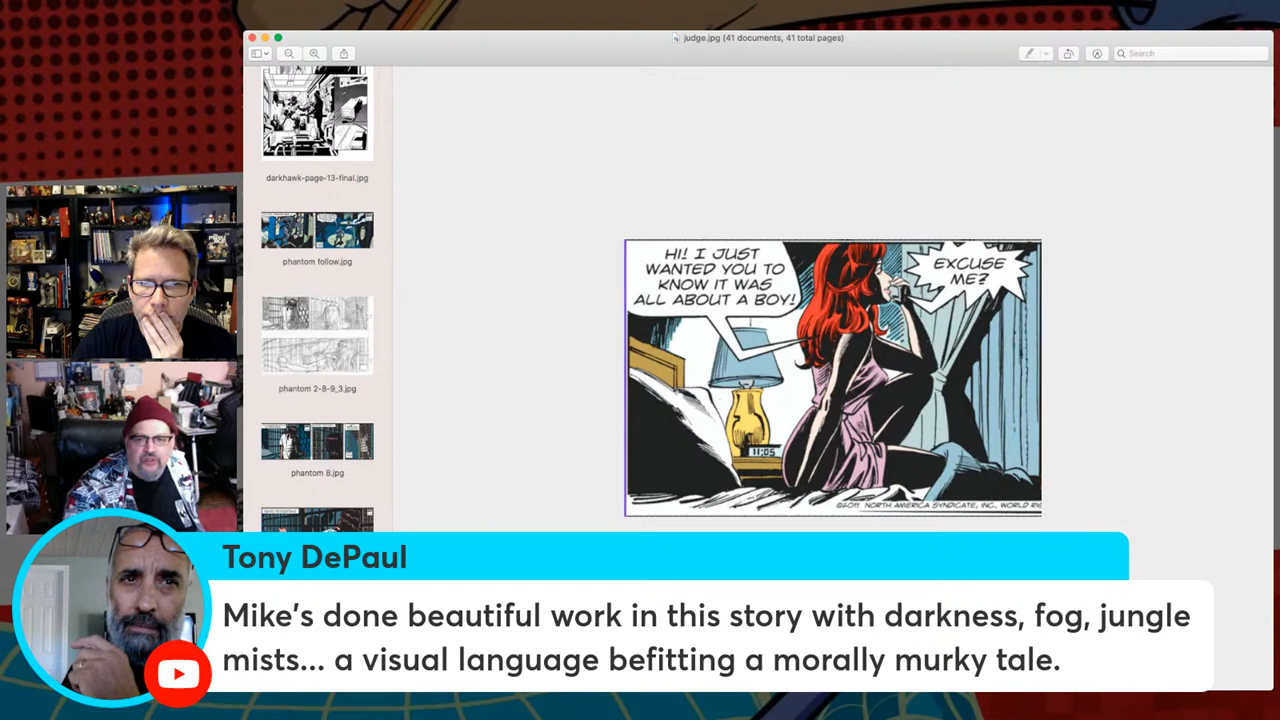 judge.jpg (41 documents, 41 total pages)
Search
darkhawk-page-13-final.jpg
phantom follow.jpg
phantom 2-8-9_3.jpg
phantom 8.jpg
HI! I JUST
WANTED YOU TO
KNOW IT WAS
ALL ABOUT A BOY!
EXCUSE
ME?
11:05
©2011 NORTH AMERICA SYNDICATE, INC. WORLD
Tony DePaul
Mike's done beautiful work in this story with darkness, fog, jungle
mists... a visual language befitting a morally murky tale.